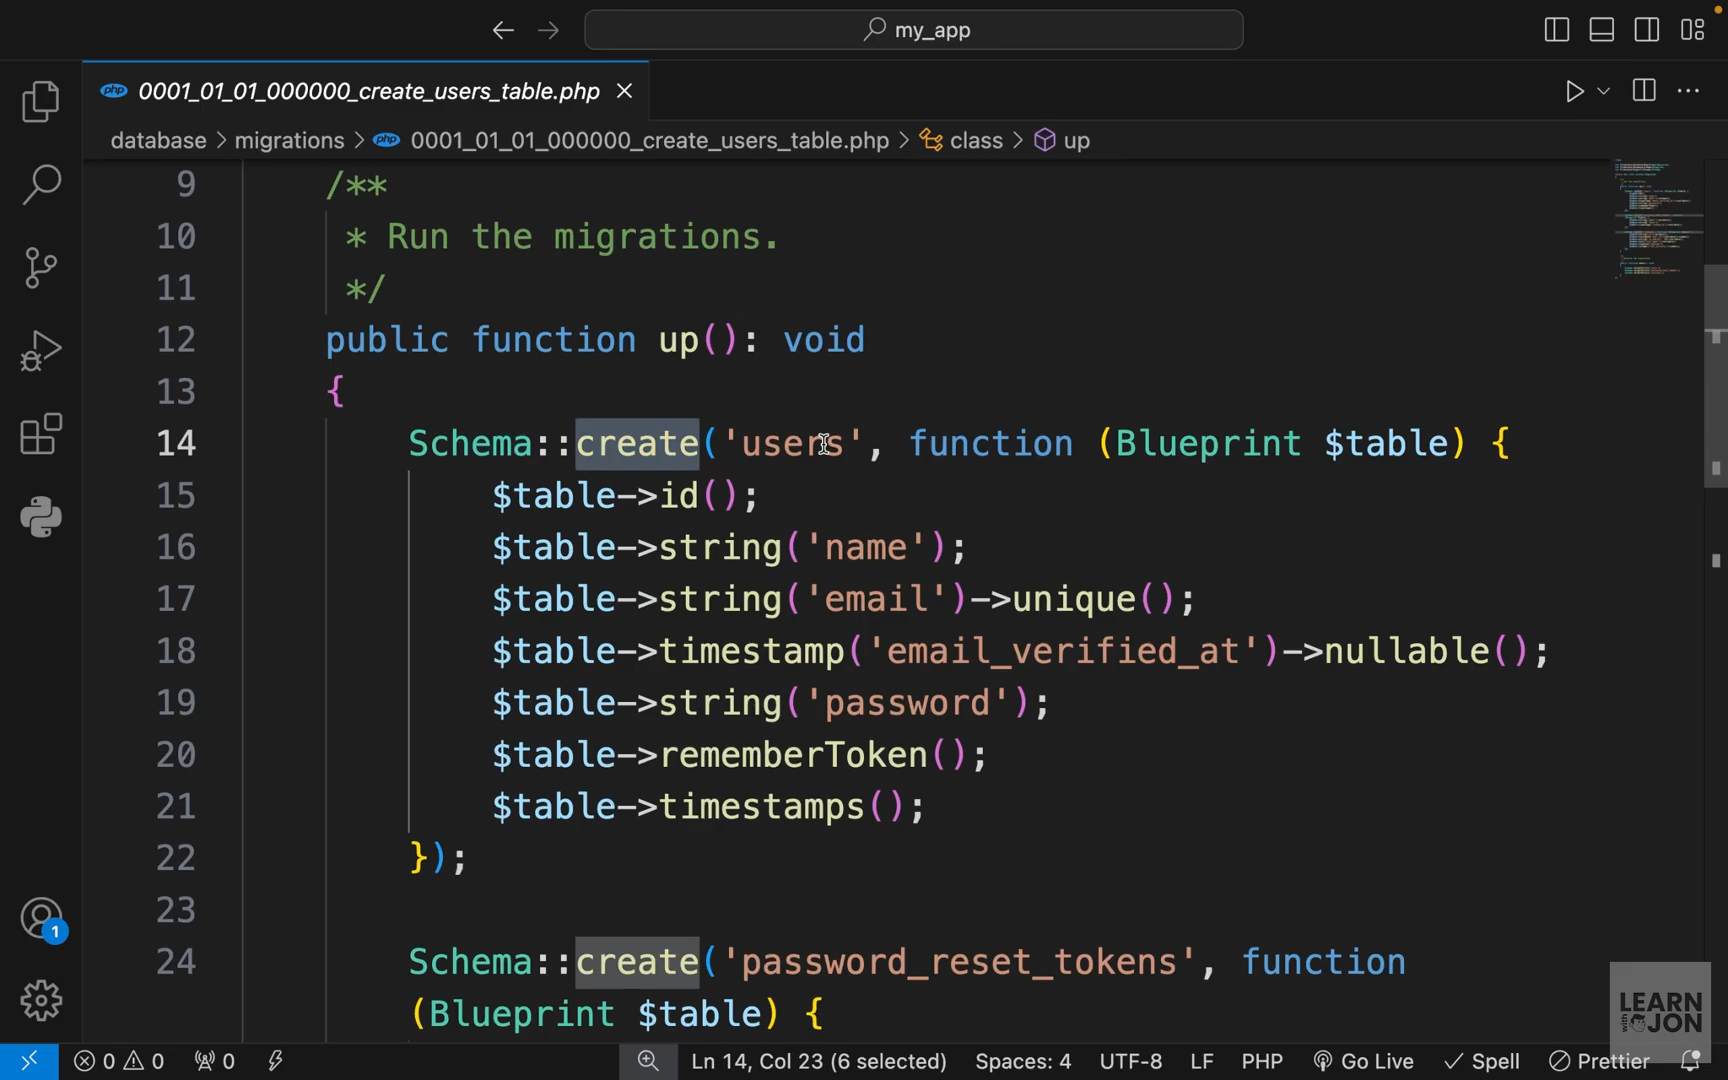 my_app
0001_01_01_000000_create_users_table.php
database > migrations > 0001_01_01_000000_create_users_table.php > class > up
9 /**
10 * Run the migrations.
11 */
12 public function up(): void
13 {
14 Schema::create('users', function (Blueprint $table) {
15 $table->id();
16 $table->string('name');
17 $table->string('email')->unique();
18 $table->timestamp('email_verified_at')->nullable();
19 $table->string('password');
20 $table->rememberToken();
21 $table->timestamps();
22 });
23
24 Schema::create('password_reset_tokens', function
(Blueprint $table) {
1
LEARN
with JON
0 0 0 Ln 14, Col 23 (6 selected) Spaces: 4 UTF-8 LF PHP Go Live Spell Prettier